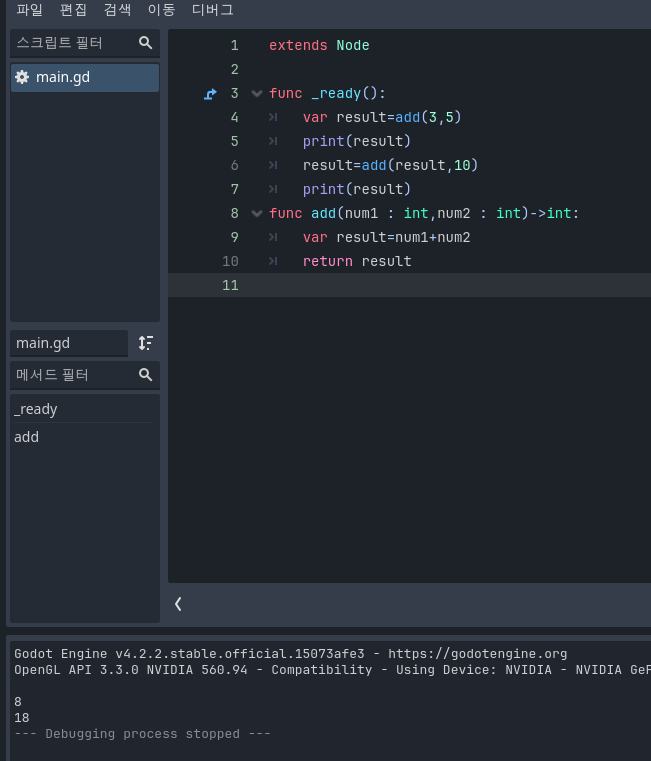 파일 편집 검색 이동 디버그
스크립트 필터
main.gd
main.gd
메서드 필터
_ready
add
1 extends Node
2
3 func _ready():
4 var result=add(3,5)
5 print(result)
6 result=add(result,10)
7 print(result)
8 func add(num1 : int,num2 : int)->int:
9 var result=num1+num2
10 return result
11
Godot Engine v4.2.2.stable.official.15073afe3 - https://godotengine.org
OpenGL API 3.3.0 NVIDIA 560.94 - Compatibility - Using Device: NVIDIA - NVIDIA GeF
8
18
--- Debugging process stopped ---